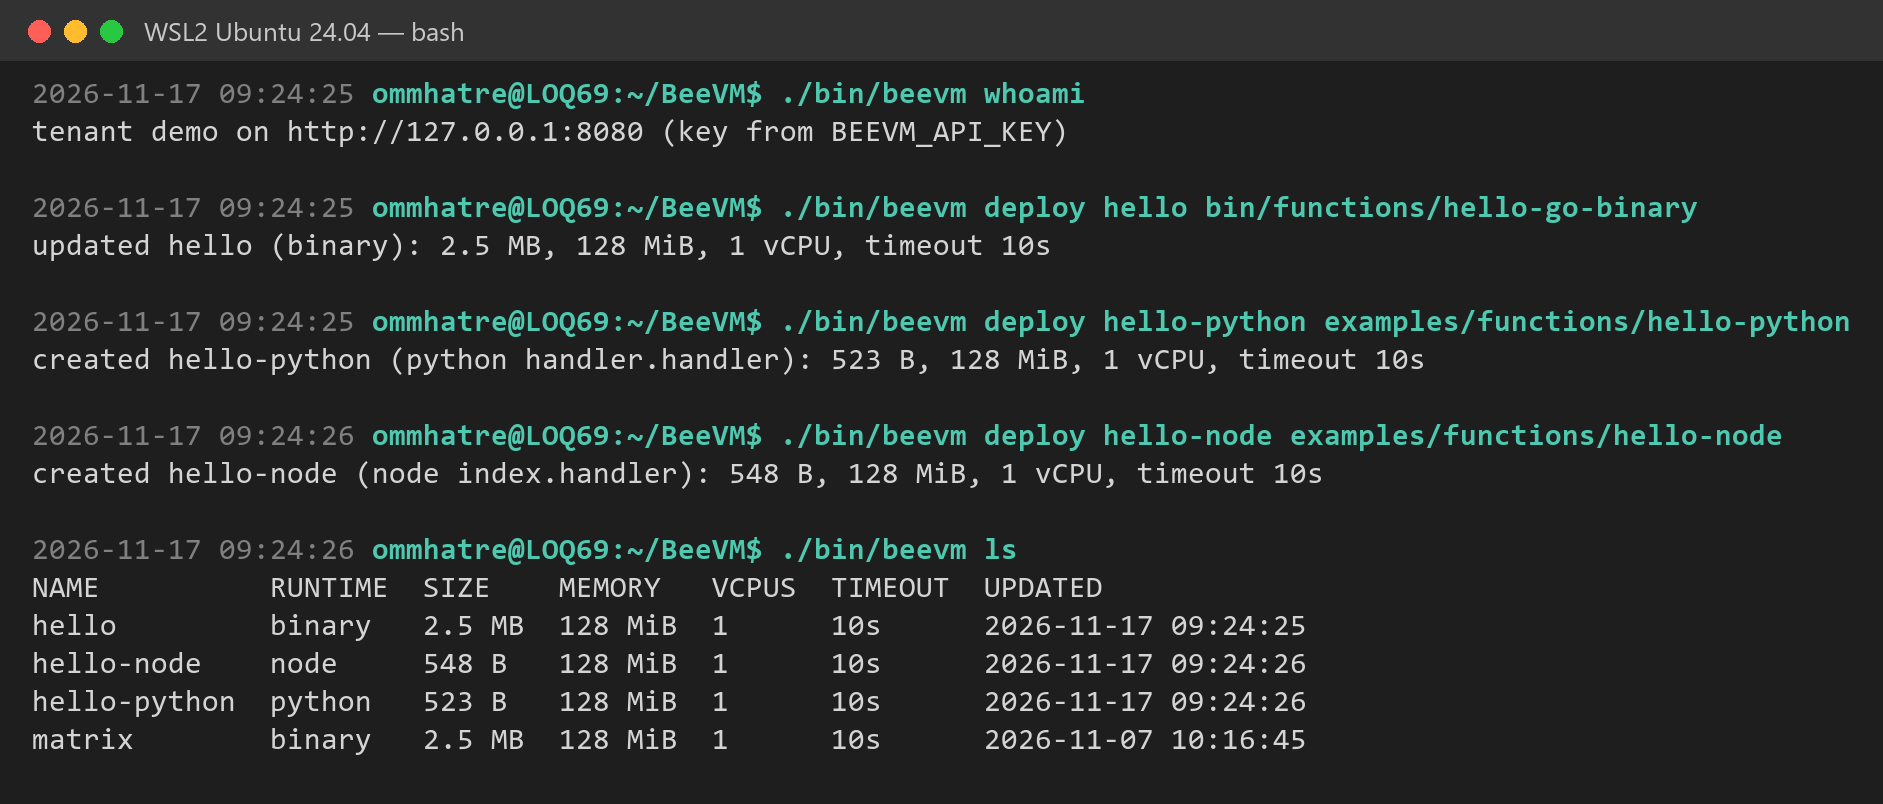 WSL2 Ubuntu 24.04 — bash
2026-11-17 09:24:25 ommhatre@LOQ69:~/BeeVM$ ./bin/beevm whoami
tenant demo on http://127.0.0.1:8080 (key from BEEVM_API_KEY)
2026-11-17 09:24:25 ommhatre@LOQ69:~/BeeVM$ ./bin/beevm deploy hello bin/functions/hello-go-binary
updated hello (binary): 2.5 MB, 128 MiB, 1 vCPU, timeout 10s
2026-11-17 09:24:25 ommhatre@LOQ69:~/BeeVM$ ./bin/beevm deploy hello-python examples/functions/hello-python
created hello-python (python handler.handler): 523 B, 128 MiB, 1 vCPU, timeout 10s
2026-11-17 09:24:26 ommhatre@LOQ69:~/BeeVM$ ./bin/beevm deploy hello-node examples/functions/hello-node
created hello-node (node index.handler): 548 B, 128 MiB, 1 vCPU, timeout 10s
2026-11-17 09:24:26 ommhatre@LOQ69:~/BeeVM$ ./bin/beevm ls
NAME          RUNTIME  SIZE    MEMORY   VCPUS  TIMEOUT  UPDATED
hello         binary   2.5 MB  128 MiB  1      10s      2026-11-17 09:24:25
hello-node    node     548 B   128 MiB  1      10s      2026-11-17 09:24:26
hello-python  python   523 B   128 MiB  1      10s      2026-11-17 09:24:26
matrix        binary   2.5 MB  128 MiB  1      10s      2026-11-07 10:16:45